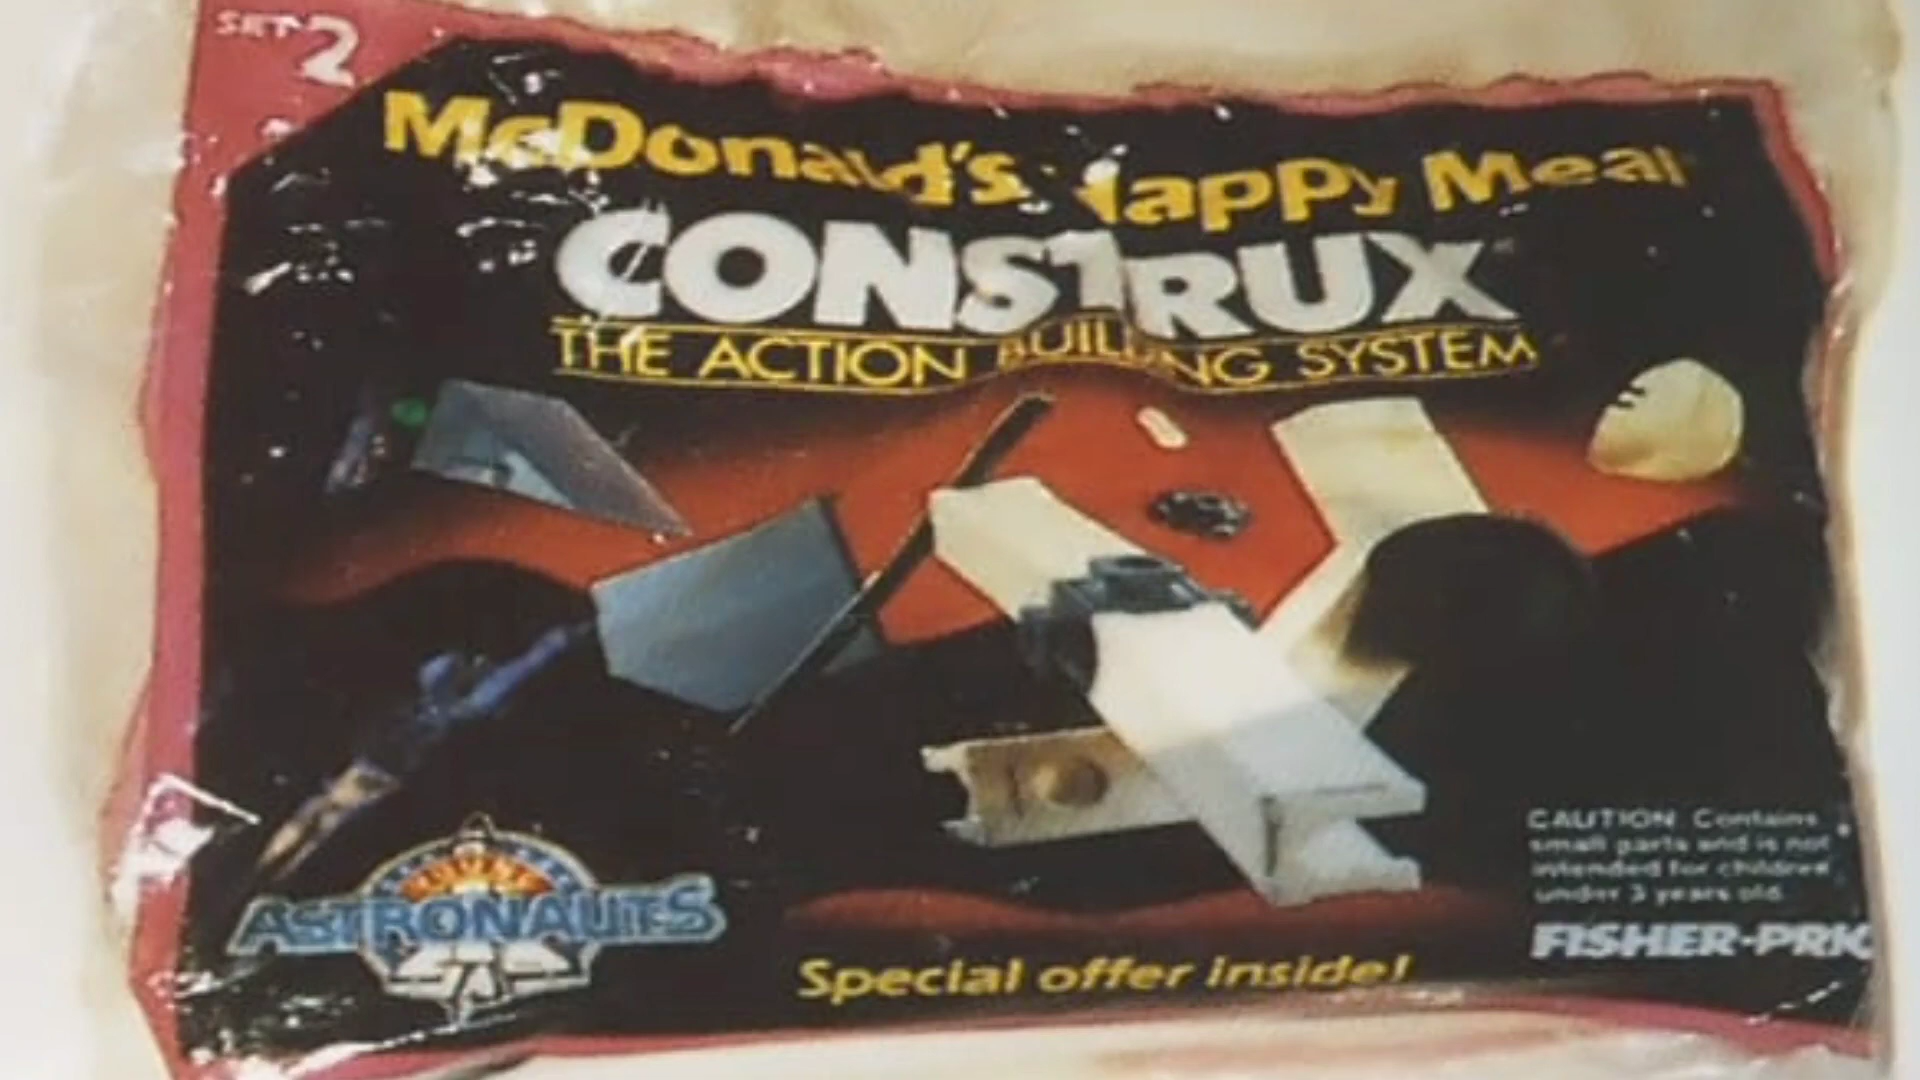 SET 2
McDonald's Happy Meal
CONSTRUX
THE ACTION BUILDING SYSTEM
ASTRONAUTS
CAUTION: Contains
small parts and is not
intended for children
under 3 years old.
FISHER-PRIC
Special offer inside!